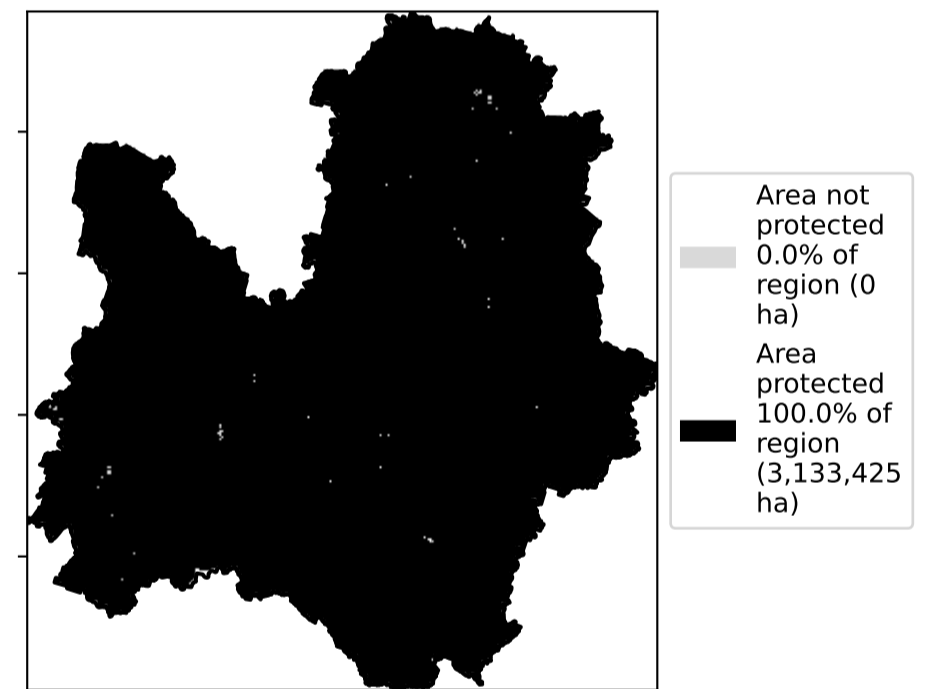 Area not
protected
0.0% of
region (0
ha)
Area
protected
100.0% of
region
(3,133,425
ha)